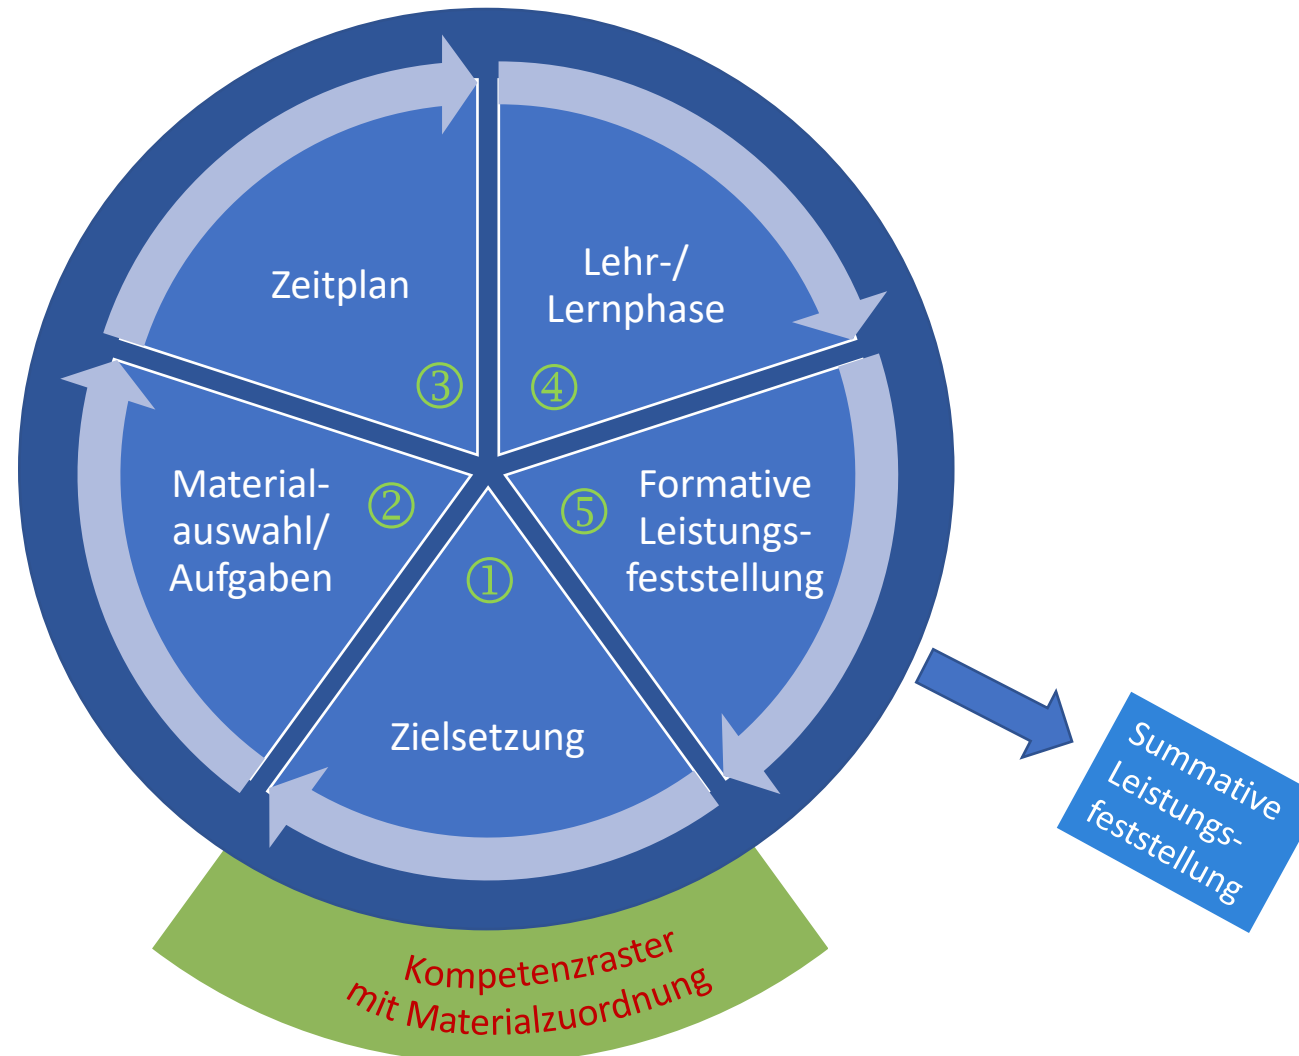 Zeitplan
③
Lehr-/
Lernphase
④
Material-
auswahl/
Aufgaben
②
Formative
Leistungs-
feststellung
⑤
①
Zielsetzung
Summative
Leistungs-
feststellung
Kompetenzraster
mit Materialzuordnung